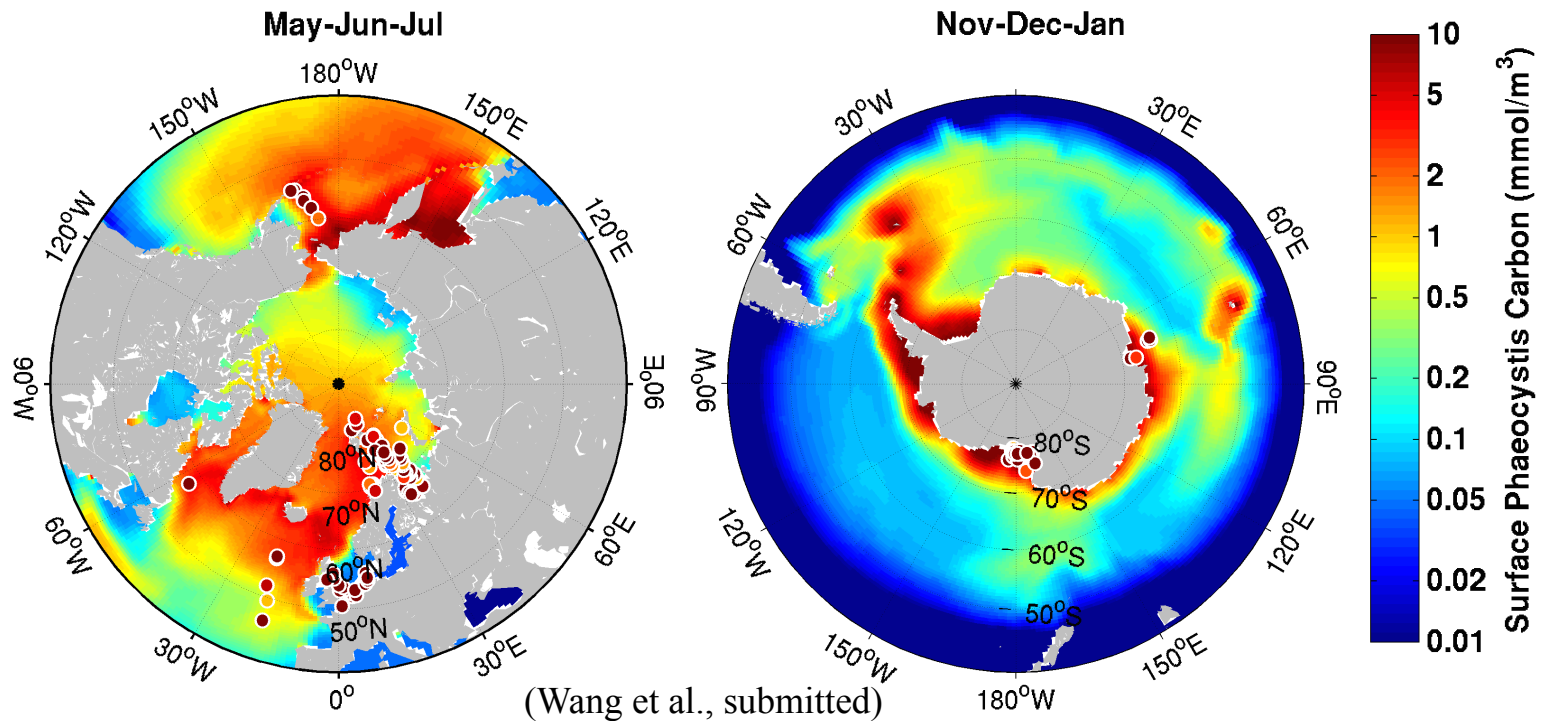 May-Jun-Jul
180°W
150°W
150°E
120°W
120°E
90°W
90°E
80°N
70°N
60°N
50°N
60°W
60°E
30°W
30°E
0°
Nov-Dec-Jan
30°W
30°E
60°W
60°E
90°W
90°E
80°S
70°S
60°S
50°S
120°W
120°E
150°W
150°E
180°W
10
5
2
1
0.5
0.2
0.1
0.05
0.02
0.01
Surface Phaeocystis Carbon (mmol/m³)
(Wang et al., submitted)